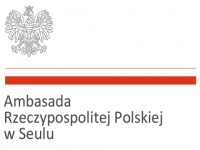 Ambasada
Rzeczypospolitej Polskiej
w Seulu